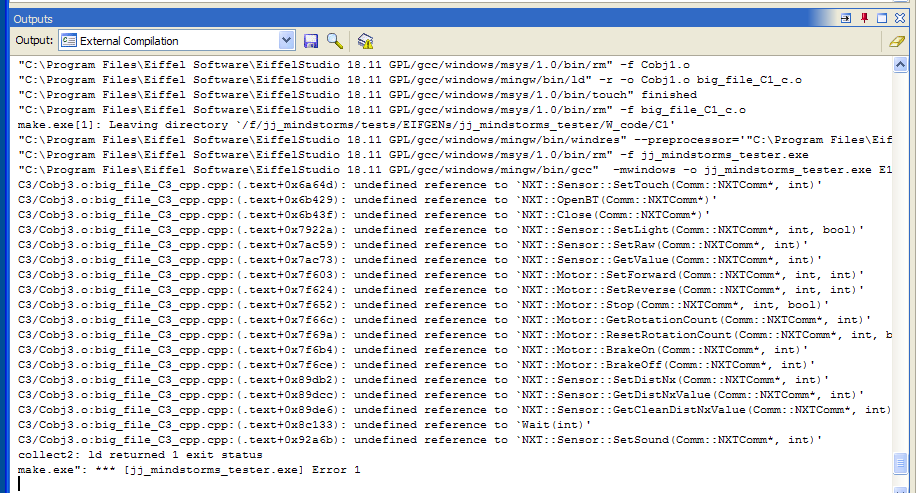 Outputs
Output: External Compilation
"C:\Program Files\Eiffel Software\EiffelStudio 18.11 GPL/gcc/windows/msys/1.0/bin/rm" -f Cobj1.o
"C:\Program Files\Eiffel Software\EiffelStudio 18.11 GPL/gcc/windows/mingw/bin/ld" -r -o Cobj1.o big_file_C1_c.o
"C:\Program Files\Eiffel Software\EiffelStudio 18.11 GPL/gcc/windows/msys/1.0/bin/touch" finished
"C:\Program Files\Eiffel Software\EiffelStudio 18.11 GPL/gcc/windows/msys/1.0/bin/rm" -f big_file_C1_c.o
make.exe[1]: Leaving directory `/f/jj_mindstorms/tests/EIFGENs/jj_mindstorms_tester/W_code/C1'
"C:\Program Files\Eiffel Software\EiffelStudio 18.11 GPL/gcc/windows/mingw/bin/windres" --preprocessor='"C:\Program Files\Eif
"C:\Program Files\Eiffel Software\EiffelStudio 18.11 GPL/gcc/windows/msys/1.0/bin/rm" -f jj_mindstorms_tester.exe
"C:\Program Files\Eiffel Software\EiffelStudio 18.11 GPL/gcc/windows/mingw/bin/gcc"  -mwindows -o jj_mindstorms_tester.exe E1
C3/Cobj3.o:big_file_C3_cpp.cpp:(.text+0x6a64d): undefined reference to `NXT::Sensor::SetTouch(Comm::NXTComm*, int)'
C3/Cobj3.o:big_file_C3_cpp.cpp:(.text+0x6b429): undefined reference to `NXT::OpenBT(Comm::NXTComm*)'
C3/Cobj3.o:big_file_C3_cpp.cpp:(.text+0x6b43f): undefined reference to `NXT::Close(Comm::NXTComm*)'
C3/Cobj3.o:big_file_C3_cpp.cpp:(.text+0x7922a): undefined reference to `NXT::Sensor::SetLight(Comm::NXTComm*, int, bool)'
C3/Cobj3.o:big_file_C3_cpp.cpp:(.text+0x7ac59): undefined reference to `NXT::Sensor::SetRaw(Comm::NXTComm*, int)'
C3/Cobj3.o:big_file_C3_cpp.cpp:(.text+0x7ac73): undefined reference to `NXT::Sensor::GetValue(Comm::NXTComm*, int)'
C3/Cobj3.o:big_file_C3_cpp.cpp:(.text+0x7f603): undefined reference to `NXT::Motor::SetForward(Comm::NXTComm*, int, int)'
C3/Cobj3.o:big_file_C3_cpp.cpp:(.text+0x7f624): undefined reference to `NXT::Motor::SetReverse(Comm::NXTComm*, int, int)'
C3/Cobj3.o:big_file_C3_cpp.cpp:(.text+0x7f652): undefined reference to `NXT::Motor::Stop(Comm::NXTComm*, int, bool)'
C3/Cobj3.o:big_file_C3_cpp.cpp:(.text+0x7f66c): undefined reference to `NXT::Motor::GetRotationCount(Comm::NXTComm*, int)'
C3/Cobj3.o:big_file_C3_cpp.cpp:(.text+0x7f69a): undefined reference to `NXT::Motor::ResetRotationCount(Comm::NXTComm*, int, b
C3/Cobj3.o:big_file_C3_cpp.cpp:(.text+0x7f6b4): undefined reference to `NXT::Motor::BrakeOn(Comm::NXTComm*, int)'
C3/Cobj3.o:big_file_C3_cpp.cpp:(.text+0x7f6ce): undefined reference to `NXT::Motor::BrakeOff(Comm::NXTComm*, int)'
C3/Cobj3.o:big_file_C3_cpp.cpp:(.text+0x89db2): undefined reference to `NXT::Sensor::SetDistNx(Comm::NXTComm*, int)'
C3/Cobj3.o:big_file_C3_cpp.cpp:(.text+0x89dcc): undefined reference to `NXT::Sensor::GetDistNxValue(Comm::NXTComm*, int)'
C3/Cobj3.o:big_file_C3_cpp.cpp:(.text+0x89de6): undefined reference to `NXT::Sensor::GetCleanDistNxValue(Comm::NXTComm*, int)
C3/Cobj3.o:big_file_C3_cpp.cpp:(.text+0x8c133): undefined reference to `Wait(int)'
C3/Cobj3.o:big_file_C3_cpp.cpp:(.text+0x92a6b): undefined reference to `NXT::Sensor::SetSound(Comm::NXTComm*, int)'
collect2: ld returned 1 exit status
make.exe": *** [jj_mindstorms_tester.exe] Error 1